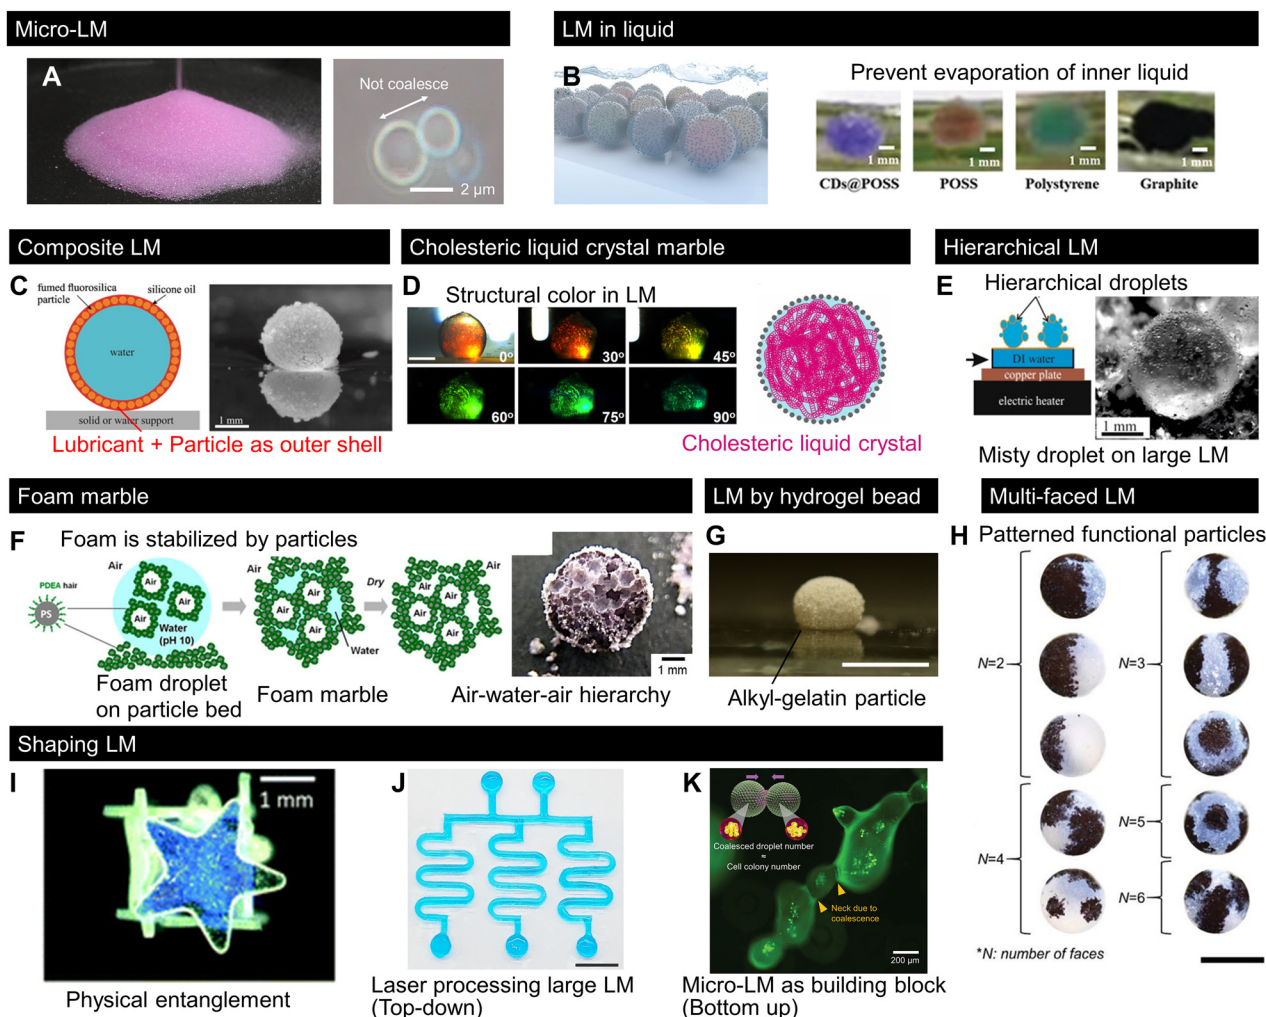 Micro-LM
LM in liquid
A
Not coalesce
2 µm
B
Prevent evaporation of inner liquid
1 mm
1 mm
1 mm
1 mm
CDs@POSS
POSS
Polystyrene
Graphite
Composite LM
Cholesteric liquid crystal marble
Hierarchical LM
C
fumed fluorosilica
particle
silicone oil
water
solid or water support
1 mm
Lubricant + Particle as outer shell
D
Structural color in LM
0°
30°
45°
60°
75°
90°
Cholesteric liquid crystal
E
Hierarchical droplets
DI water
copper plate
electric heater
1 mm
Misty droplet on large LM
Foam marble
LM by hydrogel bead
Multi-faced LM
F
Foam is stabilized by particles
PDEA hair
PS
Air
Air
Air
Air
Water
(pH 10)
Foam droplet
on particle bed
Air
Air
Air
Air
Water
Foam marble
Dry
Air
Air
Air
Air
1 mm
Air-water-air hierarchy
G
Alkyl-gelatin particle
H
Patterned functional particles
N=2
N=3
N=4
N=5
N=6
*N: number of faces
Shaping LM
I
1 mm
Physical entanglement
J
Laser processing large LM
(Top-down)
K
Coalesced droplet number
≈
Cell colony number
Neck due to
coalescence
200 µm
Micro-LM as building block
(Bottom up)